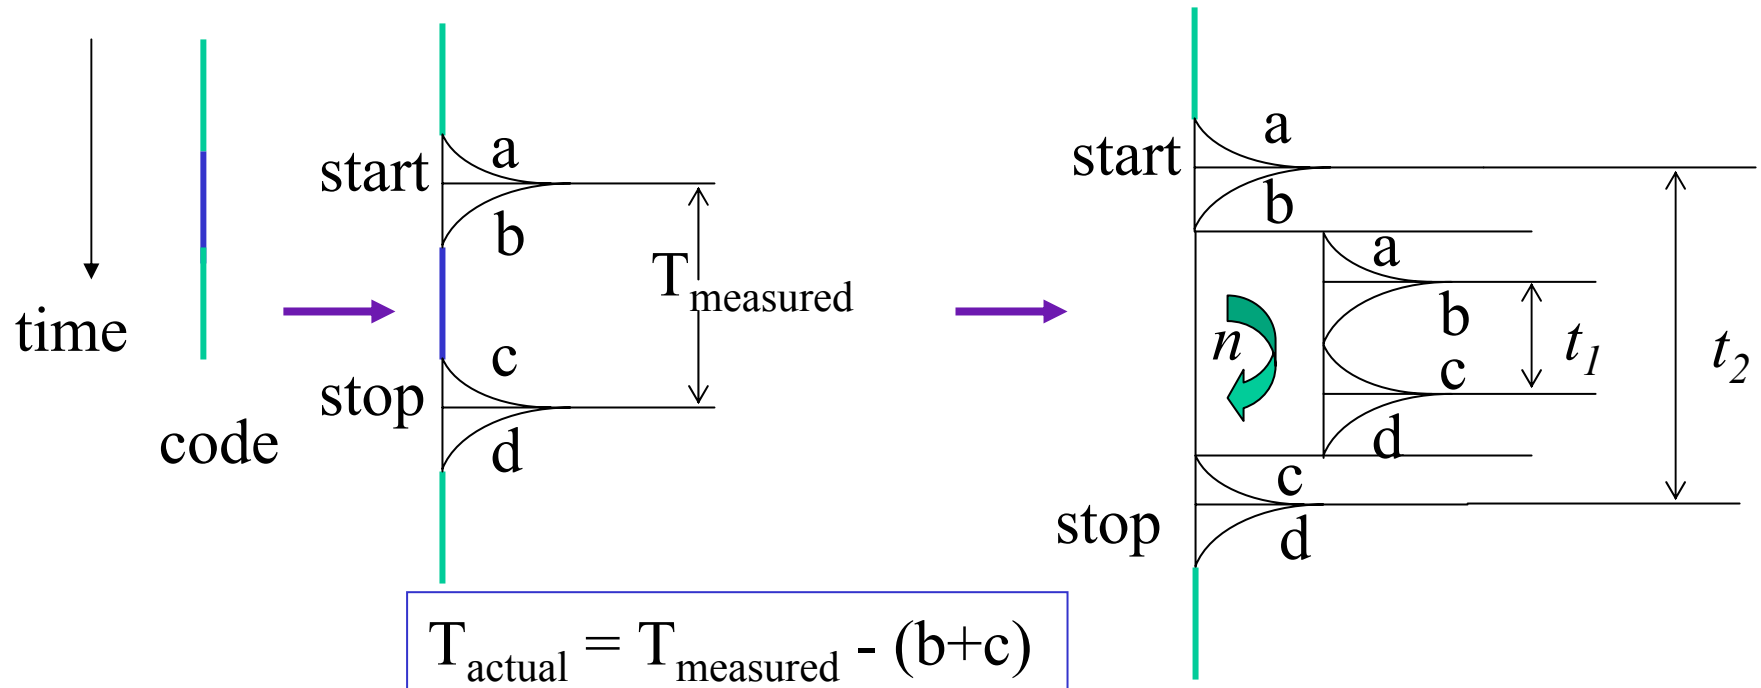 time
code
start
a
b
T_measured
c
stop
d
start
a
b
a
b
n
t_1
t_2
c
d
c
stop
d
T_actual = T_measured - (b+c)